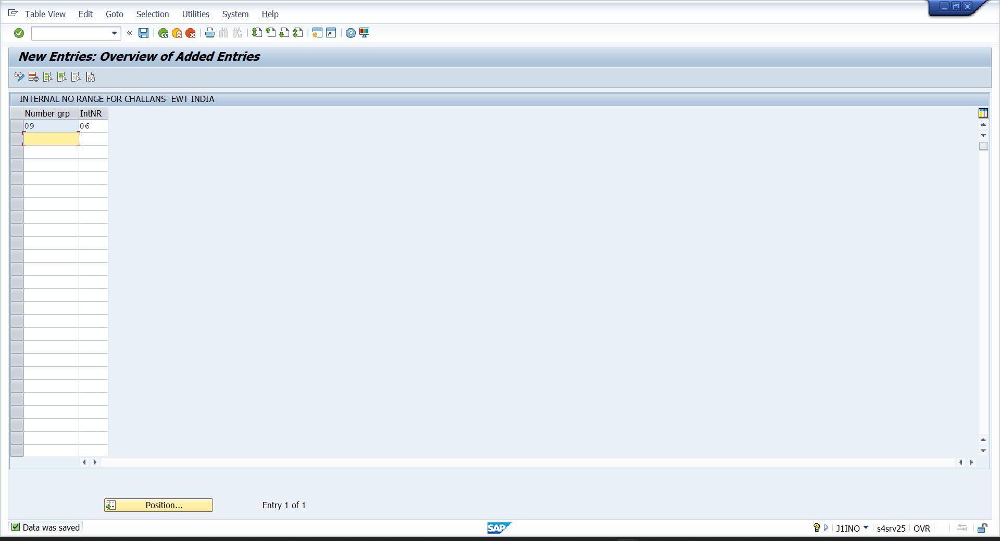 Table View Edit Goto Selection Utilities System Help
New Entries: Overview of Added Entries
INTERNAL NO RANGE FOR CHALLANS- EWT INDIA
Number grp IntNR
09 06
Position...
Entry 1 of 1
Data was saved
SAP
J1INO
s4srv25
OVR